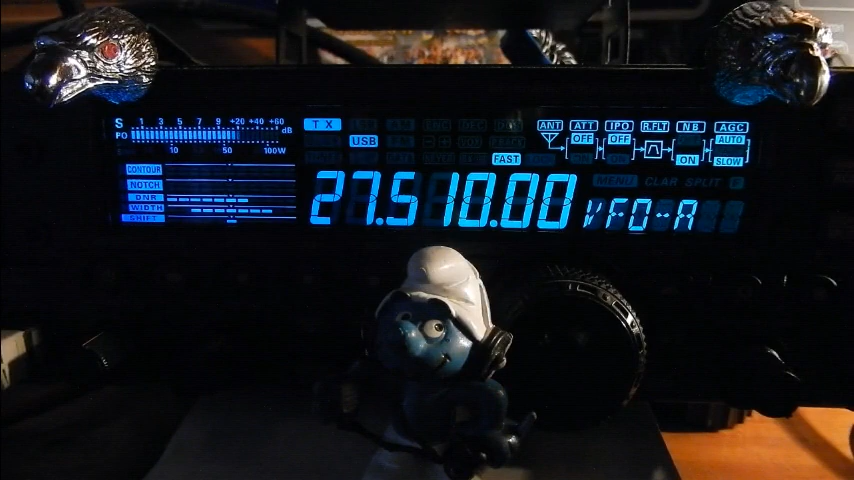 S 1 3 5 7 9 +20 +40 +60 dB
PO 10 50 100W
TX
USB
FAST
ANT ATT IPO R.FLT NB AGC
OFF OFF AUTO
ON SLOW
CONTOUR
NOTCH
DNR
WIDTH
SHIFT
MENU CLAR SPLIT
27.510.00 VFO-A